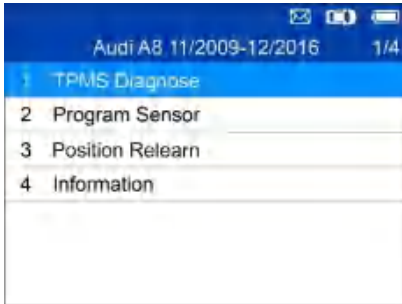 Audi A8 11/2009-12/2016 1/4
1 TPMS Diagnose
2 Program Sensor
3 Position Relearn
4 Information